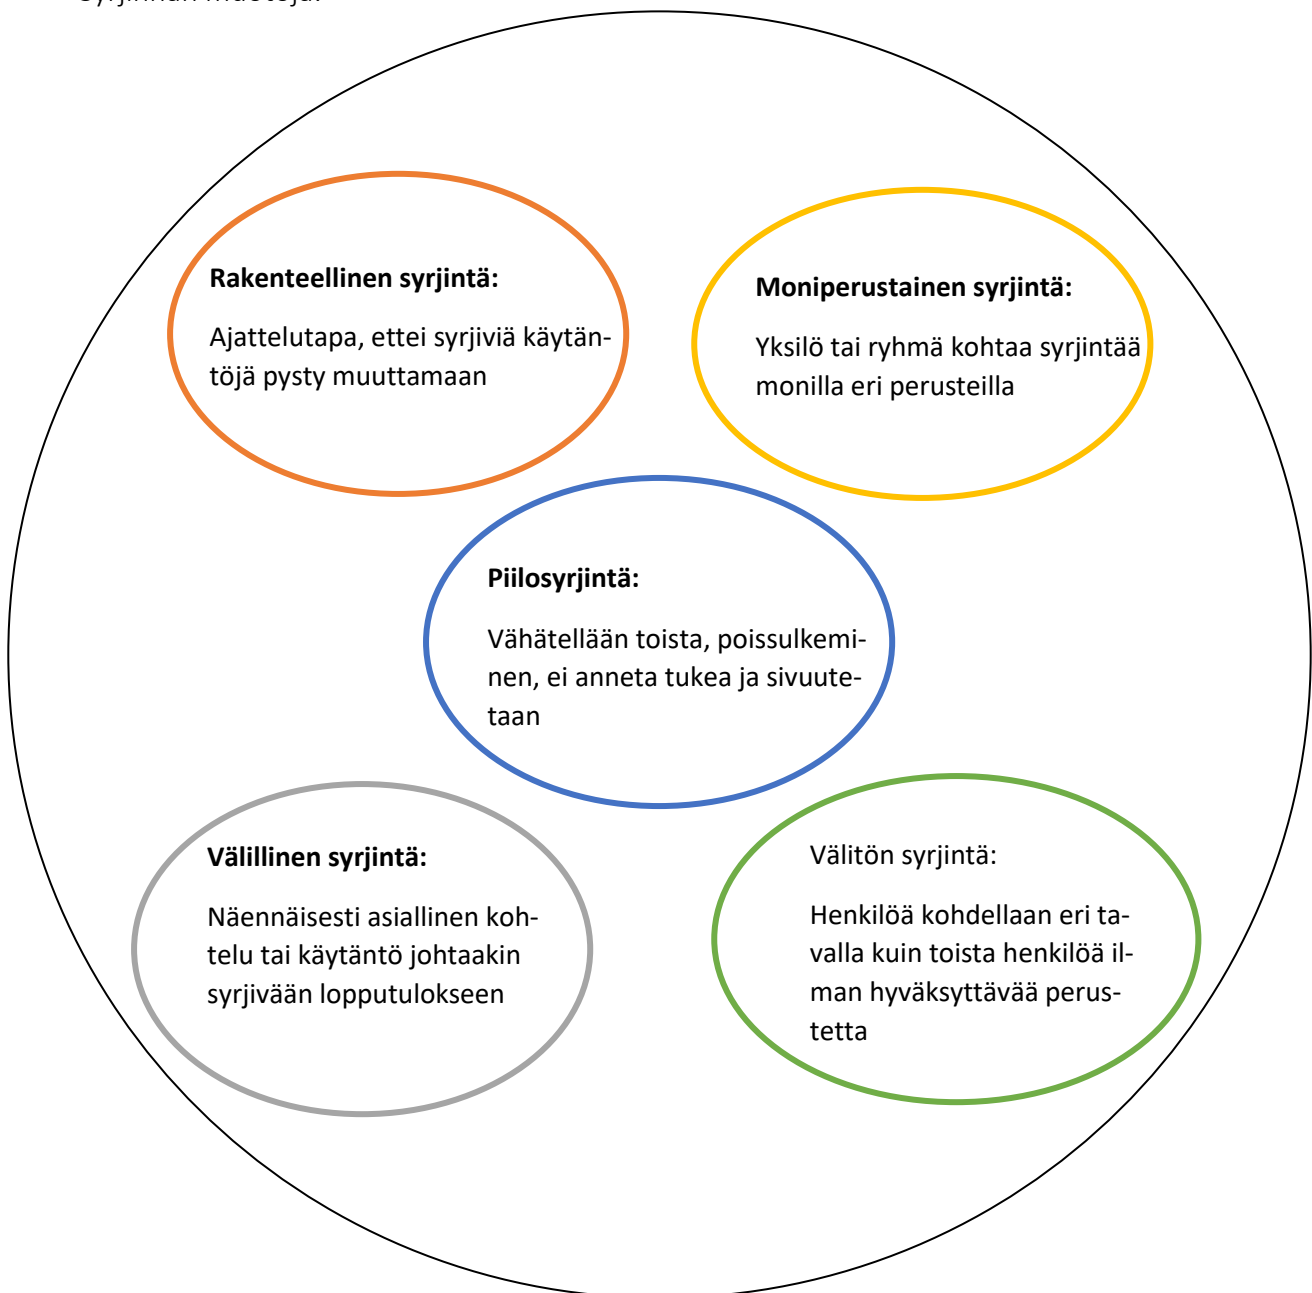 Syrjinnän muotoja:
Rakenteellinen syrjintä:
Ajattelutapa, ettei syrjiviä käytän-
töjä pysty muuttamaan
Moniperustainen syrjintä:
Yksilö tai ryhmä kohtaa syrjintää
monilla eri perusteilla
Piilosyrjintä:
Vähätellään toista, poissulkemi-
nen, ei anneta tukea ja sivuute-
taan
Välillinen syrjintä:
Näennäisesti asiallinen koh-
telu tai käytäntö johtaakin
syrjivään lopputulokseen
Välitön syrjintä:
Henkilöä kohdellaan eri ta-
valla kuin toista henkilöä il-
man hyväksyttävää perus-
tetta